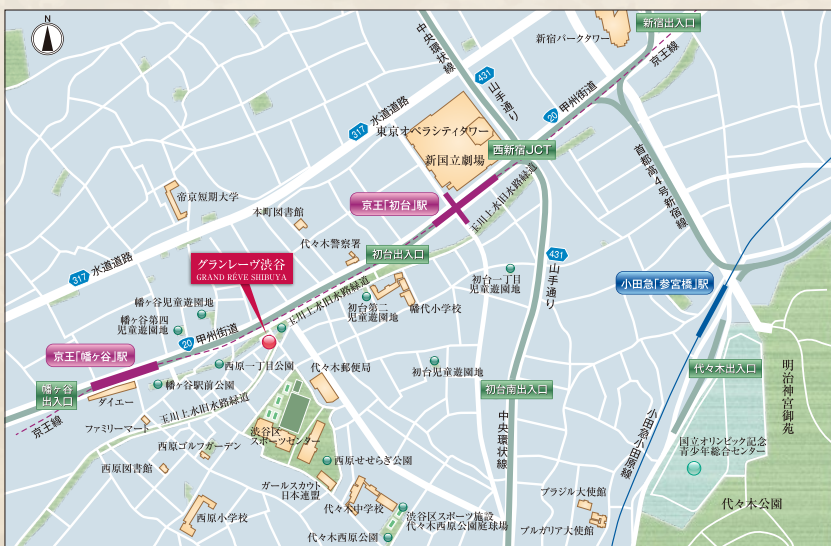 N
新宿出入口
新宿パークタワー
京王線
中央環状線
431
山手通り
20
甲州街道
水道道路
317
東京オペラシティタワー
新国立劇場
西新宿JCT
首都高4号新宿線
帝京短期大学
京王「初台」駅
玉川上水旧水路緑道
本町図書館
代々木警察署
初台出入口
431
山手通り
317
水道道路
グランレーヴ渋谷
GRAND RÊVE SHIBUYA
初台一丁目
児童遊園地
小田急「参宮橋」駅
玉川上水旧水路緑道
幡代小学校
初台第二
児童遊園地
幡ヶ谷児童遊園地
幡ヶ谷第四
児童遊園地
甲州街道
20
京王「幡ヶ谷」駅
西原一丁目公園
代々木郵便局
初台児童遊園地
代々木出入口
明治神宮御苑
幡ヶ谷
出入口
幡ヶ谷駅前公園
初台南出入口
ダイエー
玉川上水旧水路緑道
京王線
ファミリーマート
渋谷区
スポーツセンター
中央環状線
小田急小田原線
西原ゴルフガーデン
国立オリンピック記念
青少年総合センター
西原図書館
西原せせらぎ公園
ガールスカウト
日本連盟
代々木中学校
ブラジル大使館
代々木公園
西原小学校
渋谷区スポーツ施設
代々木西原公園庭球場
ブルガリア大使館
代々木西原公園